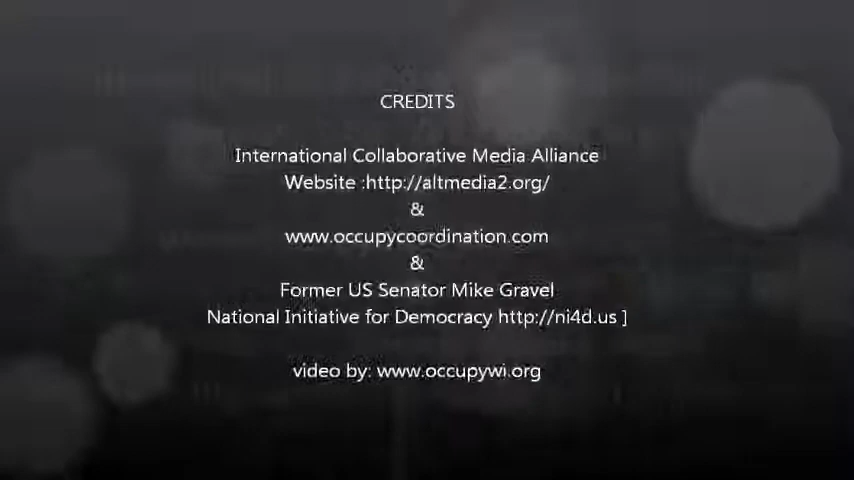 CREDITS
International Collaborative Media Alliance
Website :http://altmedia2.org/
&
www.occupycoordination.com
&
Former US Senator Mike Gravel
National Initiative for Democracy http://ni4d.us ]
video by: www.occupywi.org